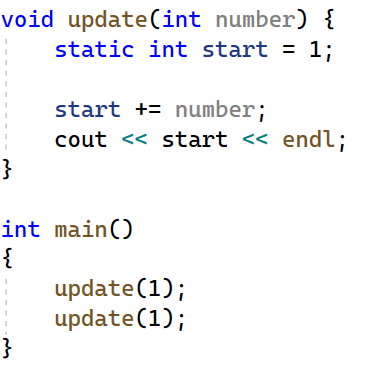 void update(int number) {
    static int start = 1;

    start += number;
    cout << start << endl;
}

int main()
{
    update(1);
    update(1);
}